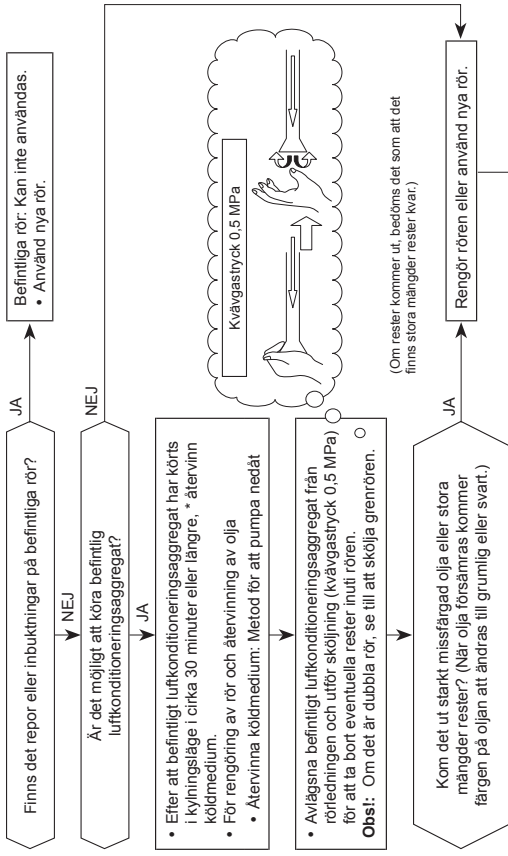 Finns det repor eller inbuktningar på befintliga rör?
JA
Befintliga rör: Kan inte användas.
• Använd nya rör.
NEJ
Är det möjligt att köra befintlig
luftkonditioneringsaggregat?
NEJ
JA
• Efter att befintligt luftkonditioneringsaggregat har körts
i kylningsläge i cirka 30 minuter eller längre, * återvinn
köldmedium.
• För rengöring av rör och återvinning av olja
• Återvinna köldmedium: Metod för att pumpa nedåt
• Avlägsna befintligt luftkonditioneringsaggregat från
rörledningen och utför sköljning (kvävgastryck 0,5 MPa)
för att ta bort eventuella rester inuti rören.
Obs!: Om det är dubbla rör, se till att skölja grenrören.
Kvävgastryck 0,5 MPa
(Om rester kommer ut, bedöms det som att det
finns stora mängder rester kvar.)
Kom det ut starkt missfärgad olja eller stora
mängder rester? (När olja försämras kommer
färgen på oljan att ändras till grumlig eller svart.)
JA
Rengör rören eller använd nya rör.